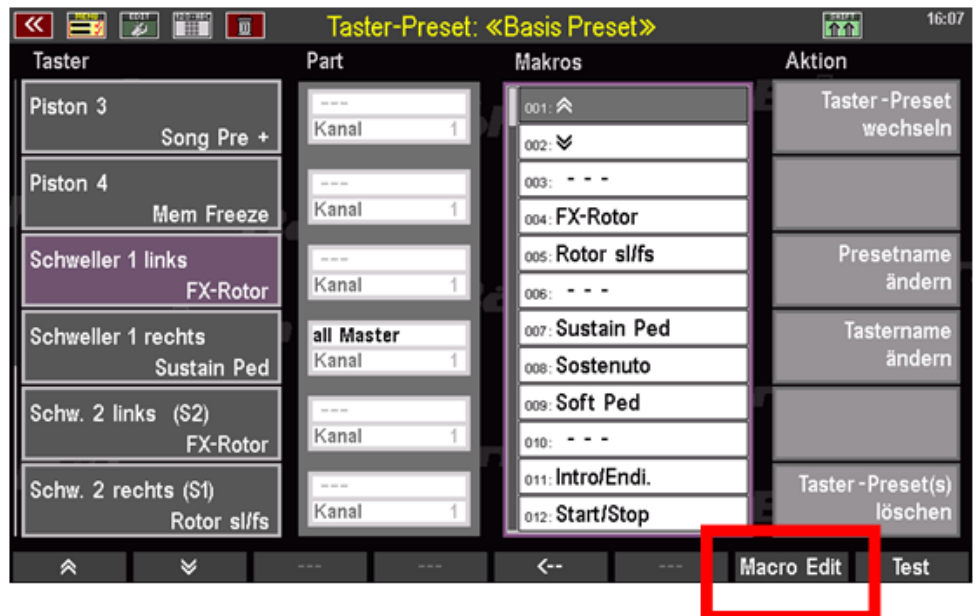 MENU EDIT SHIFT
Taster-Preset: «Basis Preset» 16:07
Taster Part Makros Aktion
Piston 3
Song Pre +
---
Kanal 1
Piston 4
Mem Freeze
---
Kanal 1
Schweller 1 links
FX-Rotor
---
Kanal 1
Schweller 1 rechts
Sustain Ped
all Master
Kanal 1
Schw. 2 links (S2)
FX-Rotor
---
Kanal 1
Schw. 2 rechts (S1)
Rotor sl/fs
---
Kanal 1
001:
002:
003: - - -
004: FX-Rotor
005: Rotor sl/fs
006: - - -
007: Sustain Ped
008: Sostenuto
009: Soft Ped
010: - - -
011: Intro/Endi.
012: Start/Stop
Taster-Preset
wechseln
Presetname
ändern
Tastername
ändern
Taster-Preset(s)
löschen
--- --- <-- --- Macro Edit Test